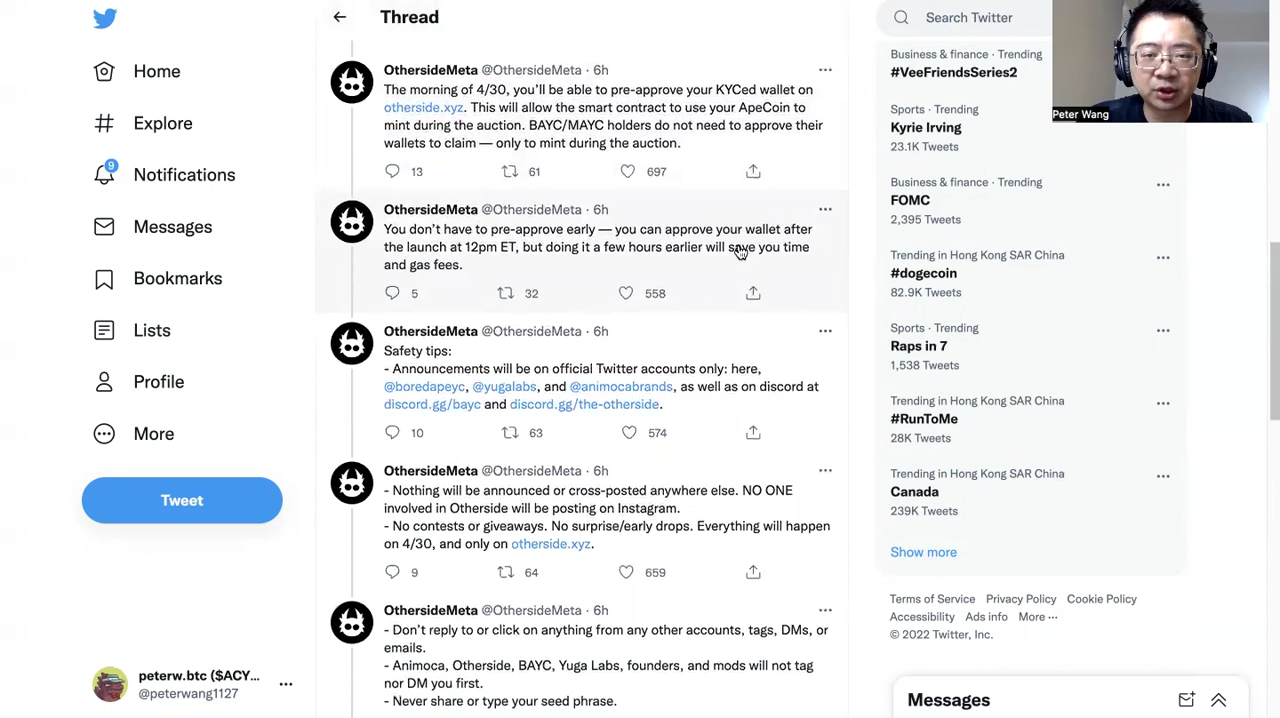 Thread
Home
Explore
9
Notifications
Messages
Bookmarks
Lists
Profile
More
Tweet
peterw.btc ($ACY...
@peterwang1127
OthersideMeta @OthersideMeta · 6h
The morning of 4/30, you'll be able to pre-approve your KYCed wallet on
otherside.xyz. This will allow the smart contract to use your ApeCoin to
mint during the auction. BAYC/MAYC holders do not need to approve their
wallets to claim — only to mint during the auction.
13 61 697
OthersideMeta @OthersideMeta · 6h
You don't have to pre-approve early — you can approve your wallet after
the launch at 12pm ET, but doing it a few hours earlier will save you time
and gas fees.
5 32 558
OthersideMeta @OthersideMeta · 6h
Safety tips:
- Announcements will be on official Twitter accounts only: here,
@boredapeyc, @yugalabs, and @animocabrands, as well as on discord at
discord.gg/bayc and discord.gg/the-otherside.
10 63 574
OthersideMeta @OthersideMeta · 6h
- Nothing will be announced or cross-posted anywhere else. NO ONE
involved in Otherside will be posting on Instagram.
- No contests or giveaways. No surprise/early drops. Everything will happen
on 4/30, and only on otherside.xyz.
9 64 659
OthersideMeta @OthersideMeta · 6h
- Don't reply to or click on anything from any other accounts, tags, DMs, or
emails.
- Animoca, Otherside, BAYC, Yuga Labs, founders, and mods will not tag
nor DM you first.
- Never share or type your seed phrase.
Search Twitter
Business & finance · Trending
#VeeFriendsSeries2
Sports · Trending
Kyrie Irving
23.1K Tweets
Business & finance · Trending
FOMC
2,395 Tweets
Trending in Hong Kong SAR China
#dogecoin
82.9K Tweets
Sports · Trending
Raps in 7
1,538 Tweets
Trending in Hong Kong SAR China
#RunToMe
28K Tweets
Trending in Hong Kong SAR China
Canada
239K Tweets
Show more
Terms of Service Privacy Policy Cookie Policy
Accessibility Ads info More ···
© 2022 Twitter, Inc.
Messages
Peter Wang